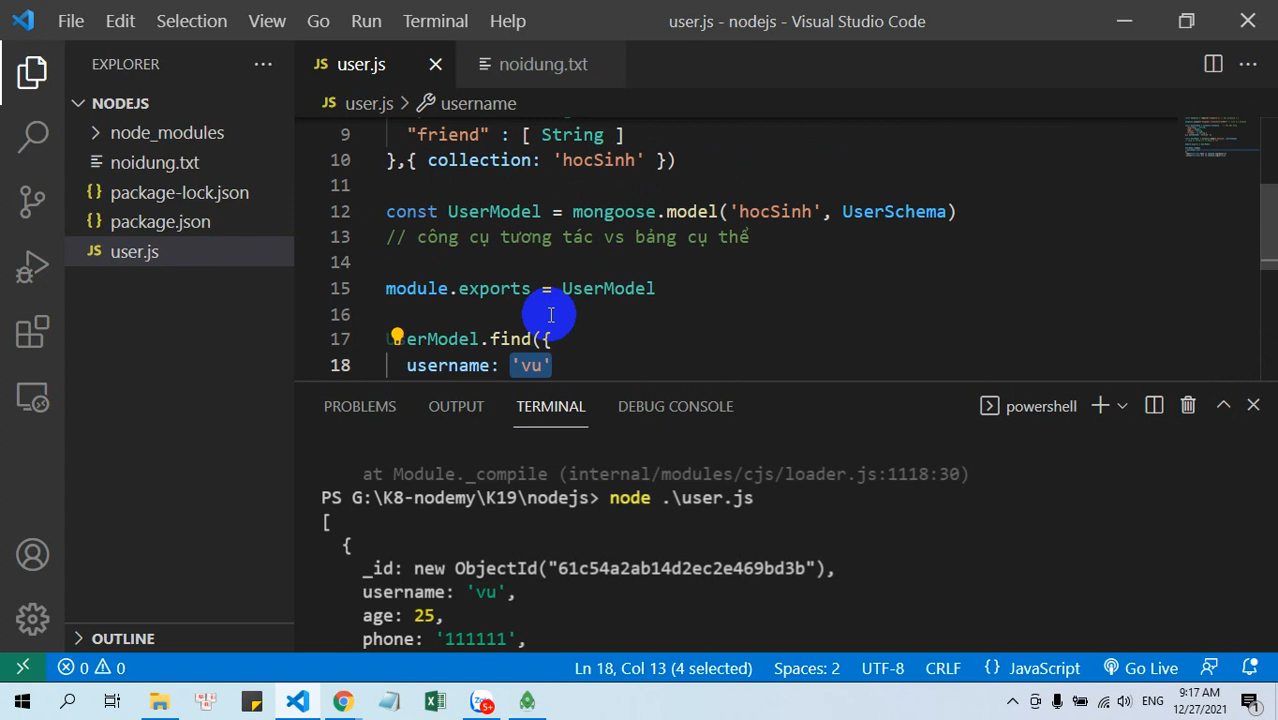 File Edit Selection View Go Run Terminal Help user.js - nodejs - Visual Studio Code
EXPLORER
JS user.js
noidung.txt
NODEJS
JS user.js > username
node_modules
noidung.txt
{} package-lock.json
{} package.json
JS user.js
9 "friend" : [ String ]
10 },{ collection: 'hocSinh' })
11
12 const UserModel = mongoose.model('hocSinh', UserSchema)
13 // công cụ tương tác vs bảng cụ thể
14
15 module.exports = UserModel
16
17 erModel.find({
18 username: 'vu'
PROBLEMS OUTPUT TERMINAL DEBUG CONSOLE powershell
at Module._compile (internal/modules/cjs/loader.js:1118:30)
PS G:\K8-nodemy\K19\nodejs> node .\user.js
[
{
_id: new ObjectId("61c54a2ab14d2ec2e469bd3b"),
username: 'vu',
age: 25,
phone: '111111',
OUTLINE
0 0 Ln 18, Col 13 (4 selected) Spaces: 2 UTF-8 CRLF {} JavaScript Go Live
ENG
9:17 AM
12/27/2021
5+
1